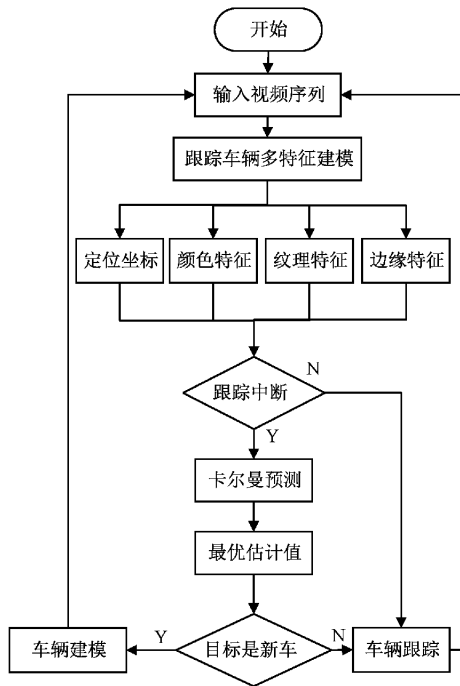 开始
输入视频序列
跟踪车辆多特征建模
定位坐标
颜色特征
纹理特征
边缘特征
跟踪中断
N
Y
卡尔曼预测
最优估计值
目标是新车
Y
N
车辆建模
车辆跟踪